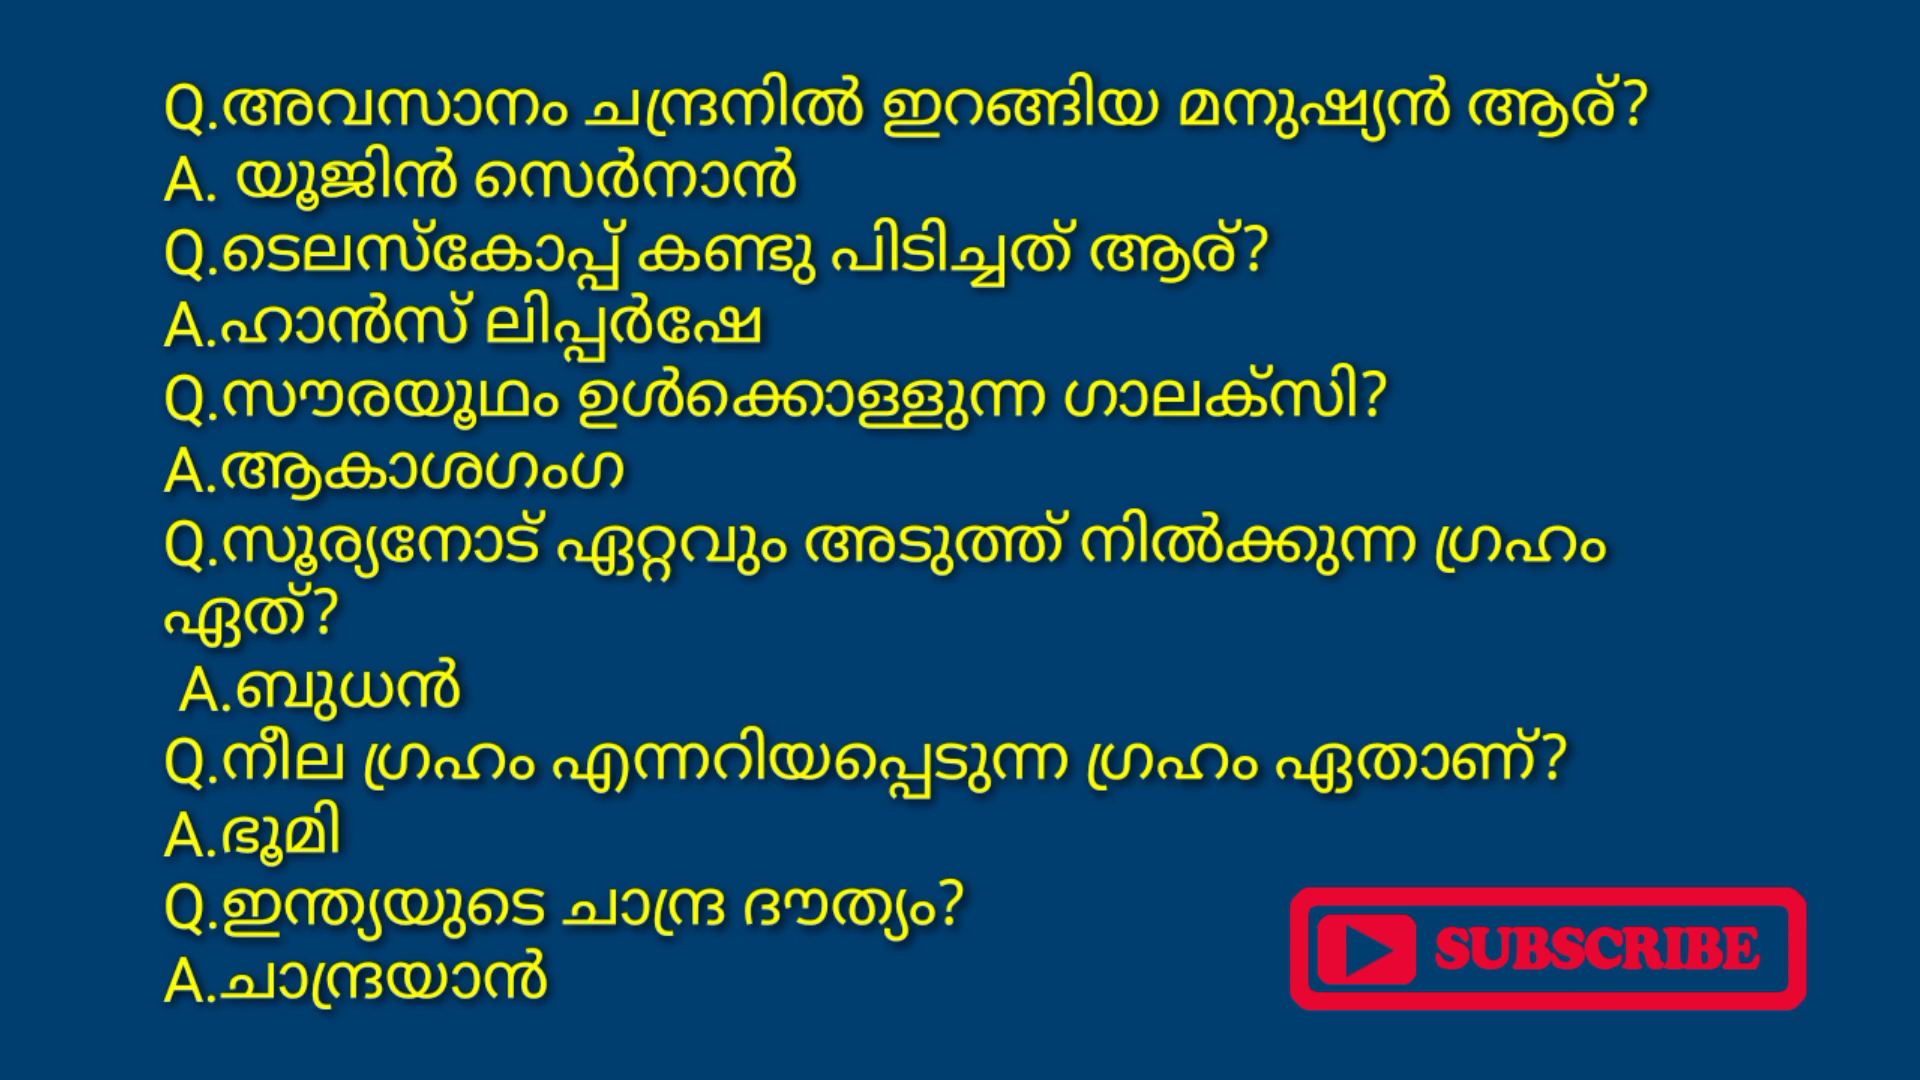 Q.അവസാനം ചന്ദ്രനിൽ ഇറങ്ങിയ മനുഷ്യൻ ആര്?
A. യൂജിൻ സെർനാൻ
Q.ടെലസ്കോപ്പ് കണ്ടു പിടിച്ചത് ആര്?
A.ഹാൻസ് ലിപ്പർഷേ
Q.സൗരയൂഥം ഉൾക്കൊള്ളുന്ന ഗാലക്സി?
A.ആകാശഗംഗ
Q.സൂര്യനോട് ഏറ്റവും അടുത്ത് നിൽക്കുന്ന ഗ്രഹം
ഏത്?
A.ബുധൻ
Q.നീല ഗ്രഹം എന്നറിയപ്പെടുന്ന ഗ്രഹം ഏതാണ്?
A.ഭൂമി
Q.ഇന്ത്യയുടെ ചാന്ദ്ര ദൗത്യം?
A.ചാന്ദ്രയാൻ
SUBSCRIBE